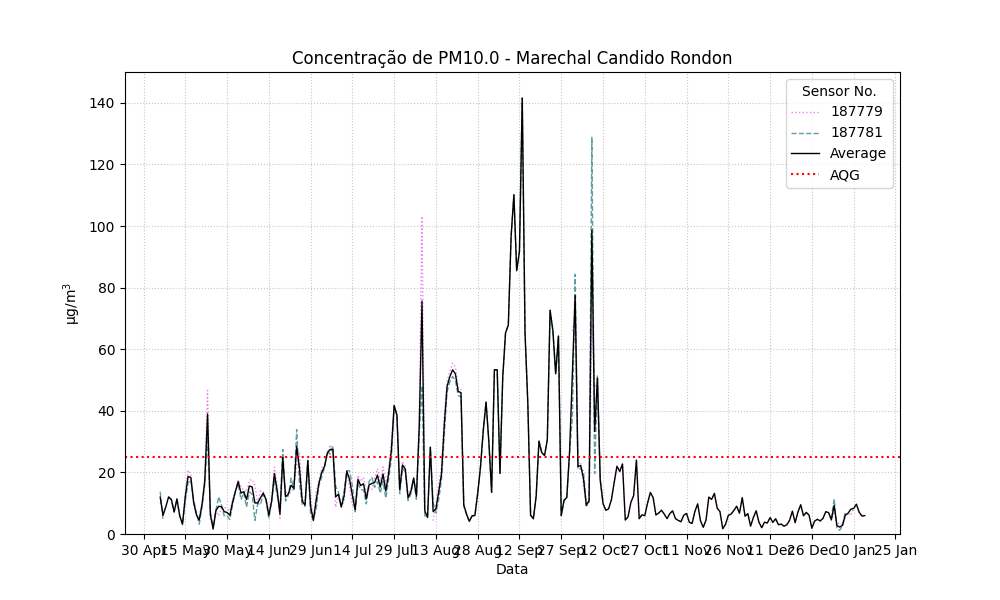 Concentração de PM10.0 - Marechal Candido Rondon
Sensor No.
187779
187781
Average
AQG
140
120
100
80
60
40
20
0
µg/m³
30 Apr 15 May 30 May 14 Jun 29 Jun 14 Jul 29 Jul 13 Aug 28 Aug 12 Sep 27 Sep 12 Oct 27 Oct 11 Nov 26 Nov 11 Dec 26 Dec 10 Jan 25 Jan
Data